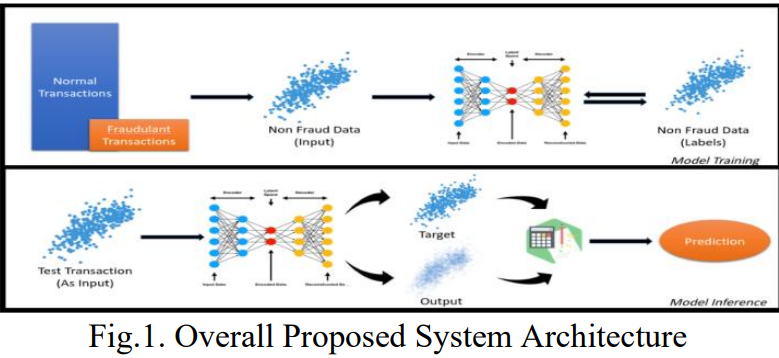 Normal
Transactions
Fraudulant
Transactions
Non Fraud Data
(Input)
Encoder
Latent
Space
Decoder
Input Data
Encoded Data
Reconstructed Data
Non Fraud Data
(Labels)
Model Training
Test Transaction
(As Input)
Encoder
Latent
Space
Decoder
Input Data
Encoded Data
Reconstructed Da...
Target
Output
Prediction
Model Inference
Fig.1. Overall Proposed System Architecture